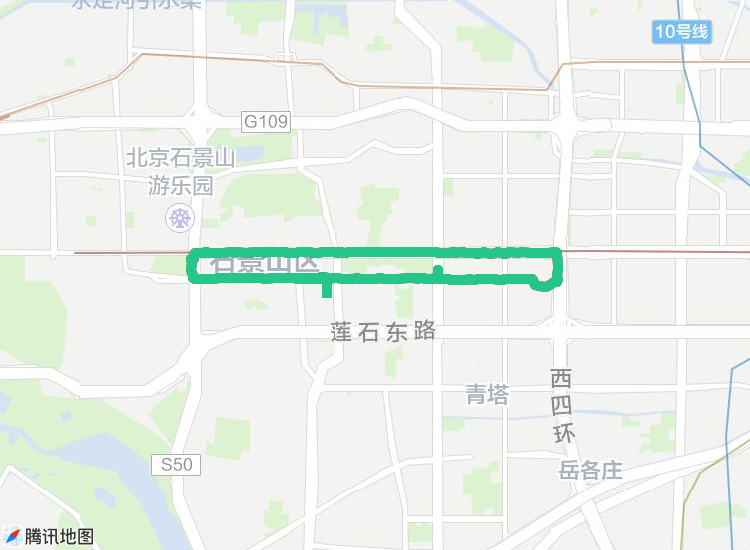 永定河引水渠
10号线
G109
北京石景山
游乐园
石景山区
莲石东路
青塔
西四环
S50
岳各庄
腾讯地图